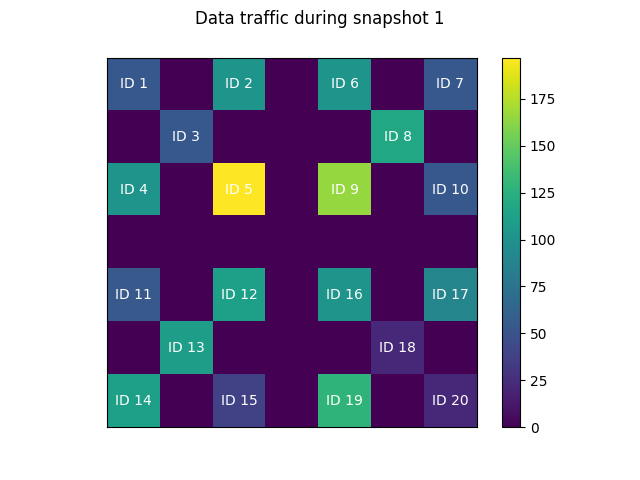 Data traffic during snapshot 1
ID 1 ID 2 ID 6 ID 7
ID 3 ID 8
ID 4 ID 5 ID 9 ID 10
ID 11 ID 12 ID 16 ID 17
ID 13 ID 18
ID 14 ID 15 ID 19 ID 20
175
150
125
100
75
50
25
0